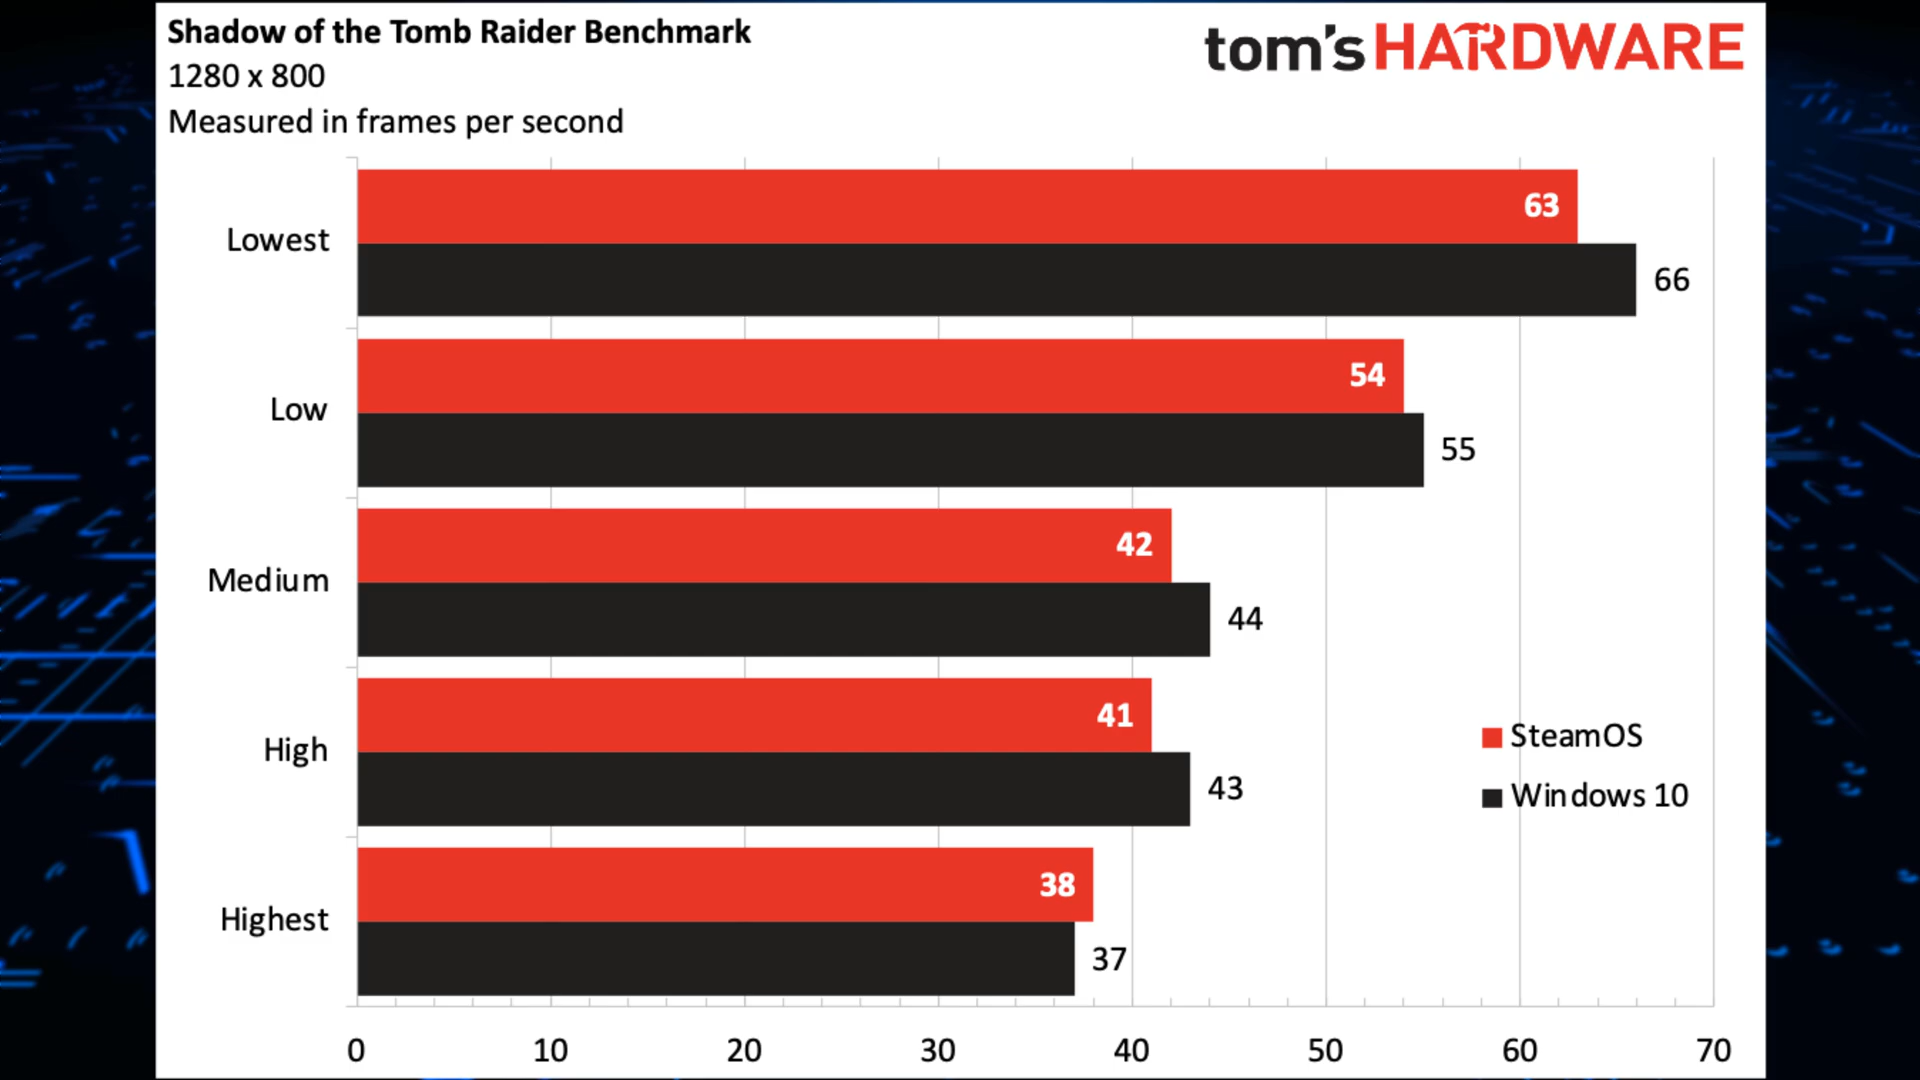 Shadow of the Tomb Raider Benchmark
tom's HARDWARE
1280 x 800
Measured in frames per second
Lowest
63
66
Low
54
55
Medium
42
44
High
41
43
SteamOS
Windows 10
Highest
38
37
0 10 20 30 40 50 60 70